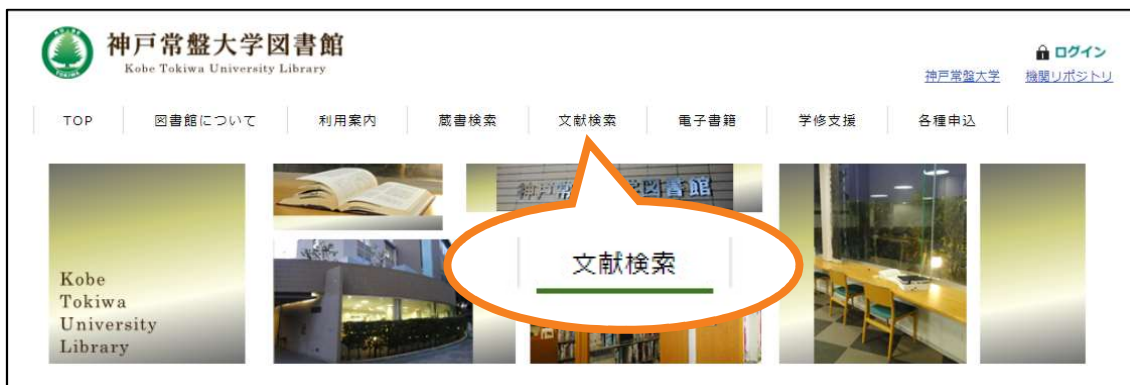 神戸常盤大学図書館
Kobe Tokiwa University Library
ログイン
神戸常盤大学 機関リポジトリ
TOP 図書館について 利用案内 蔵書検索 文献検索 電子書籍 学修支援 各種申込
文献検索
Kobe
Tokiwa
University
Library